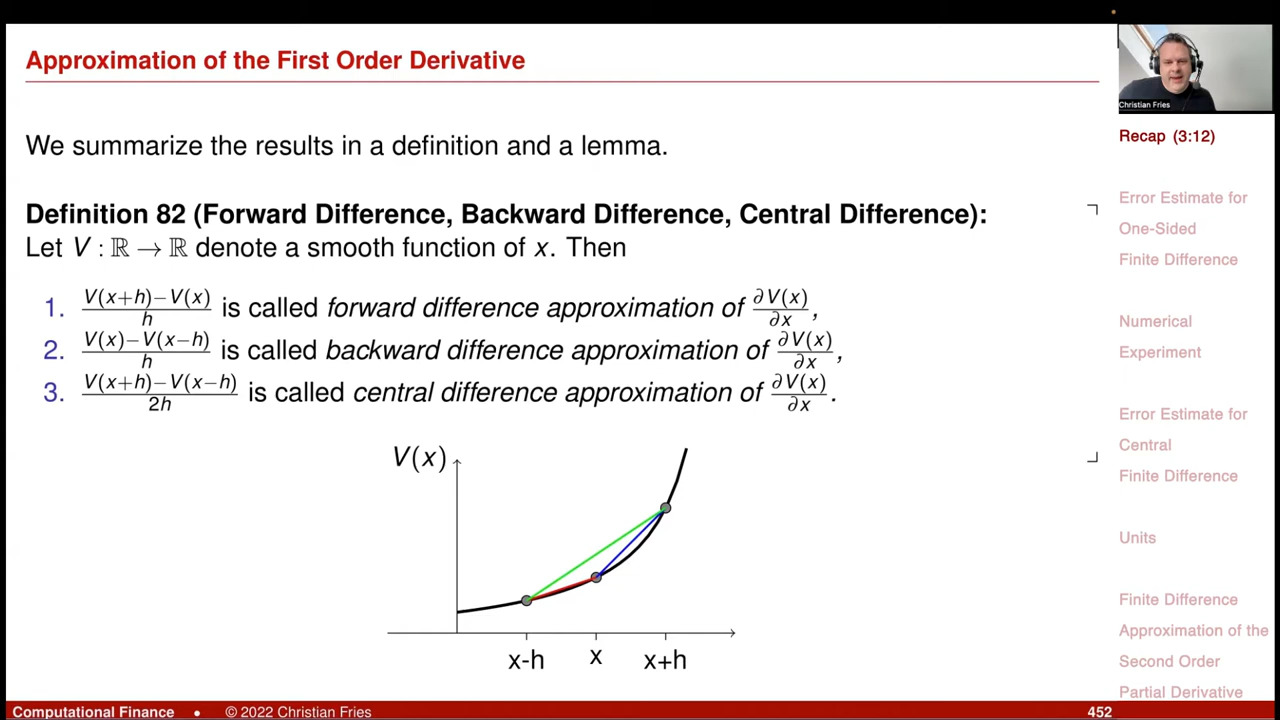 Approximation of the First Order Derivative
We summarize the results in a definition and a lemma.
Definition 82 (Forward Difference, Backward Difference, Central Difference):
Let V : ℝ → ℝ denote a smooth function of x. Then
1. V(x+h)−V(x)/h is called forward difference approximation of ∂V(x)/∂x,
2. V(x)−V(x−h)/h is called backward difference approximation of ∂V(x)/∂x,
3. V(x+h)−V(x−h)/2h is called central difference approximation of ∂V(x)/∂x.
V(x)
x-h x x+h
Christian Fries
Recap (3:12)
Error Estimate for
One-Sided
Finite Difference
Numerical
Experiment
Error Estimate for
Central
Finite Difference
Units
Finite Difference
Approximation of the
Second Order
Partial Derivative
Computational Finance • © 2022 Christian Fries 452